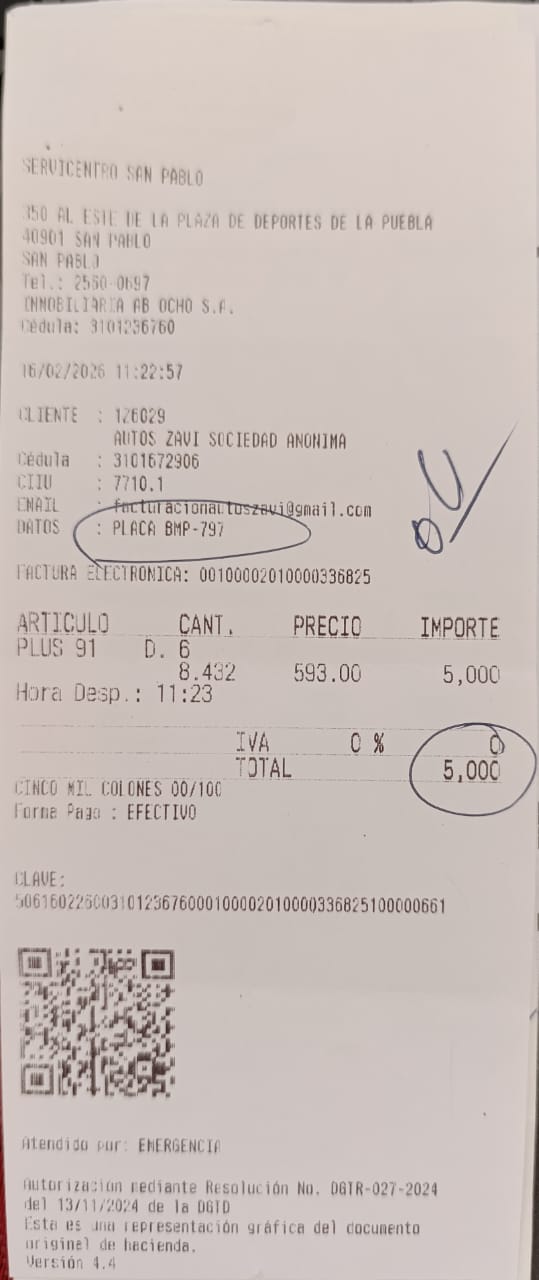 SERVICENTRO SAN PABLO
350 AL ESTE DE LA PLAZA DE DEPORTES DE LA PUEBLA
40901 SAN PABLO
SAN PABLO
Tel.: 2560-0697
INMOBILIARIA AB OCHO S.A.
Cédula: 3101236760
16/02/2026 11:22:57
CLIENTE : 126029
AUTOS ZAVI SOCIEDAD ANONIMA
Cédula : 3101672906
CIIU : 7710.1
EMAIL : facturacionautoszavi@gmail.com
DATOS : PLACA BMP-797
FACTURA ELECTRONICA: 00100002010000336825
ARTICULO CANT. PRECIO IMPORTE
PLUS 91 D. 6
8.432 593.00 5,000
Hora Desp.: 11:23
IVA 0 % 0
TOTAL 5,000
CINCO MIL COLONES 00/100
Forma Pago : EFECTIVO
CLAVE:
50616022600310123676000100002010000336825100000661
Atendido por: EMERGENCIA
Autorización mediante Resolución No. DGTR-027-2024
del 13/11/2024 de la DGTD
Esta es una representación gráfica del documento
original de hacienda.
Versión 4.4